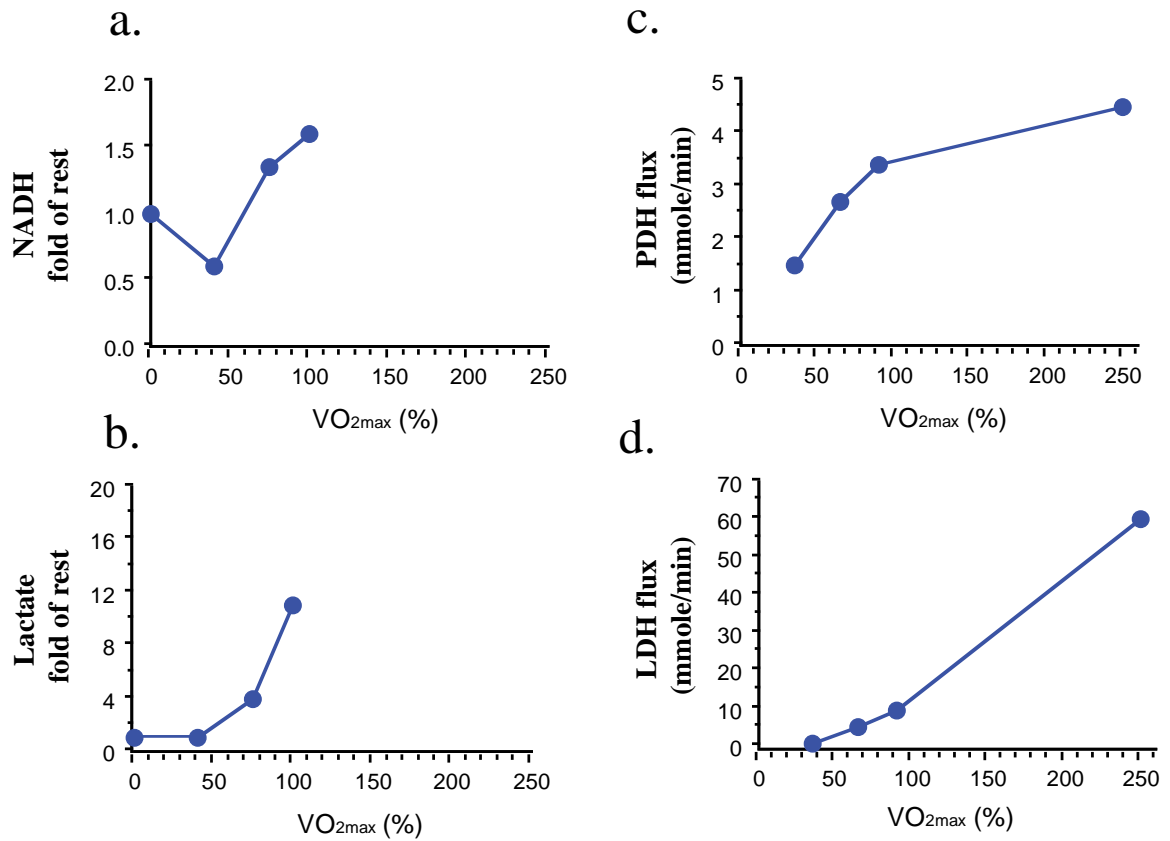 a.
NADH
fold of rest
2.0
1.5
1.0
0.5
0.0
0 50 100 150 200 250
VO2max (%)
b.
Lactate
fold of rest
20
16
12
8
4
0
0 50 100 150 200 250
VO2max (%)
c.
PDH flux
(mmole/min)
5
4
3
2
1
0
0 50 100 150 200 250
VO2max (%)
d.
LDH flux
(mmole/min)
70
60
50
40
30
20
10
0
0 50 100 150 200 250
VO2max (%)